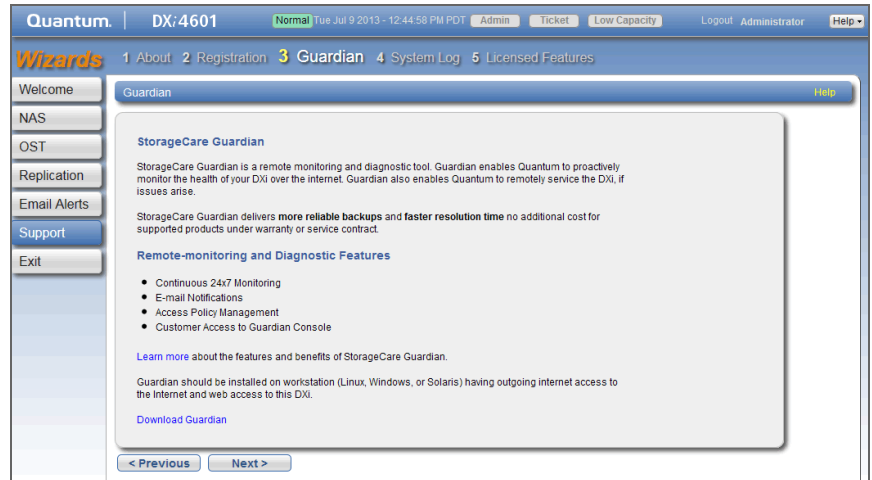 Quantum. DXi 4601 Normal Tue Jul 9 2013 - 12:44:58 PM PDT Admin Ticket Low Capacity Logout Administrator Help
Wizards 1 About 2 Registration 3 Guardian 4 System Log 5 Licensed Features
Welcome
NAS
OST
Replication
Email Alerts
Support
Exit
Guardian Help
StorageCare Guardian
StorageCare Guardian is a remote monitoring and diagnostic tool. Guardian enables Quantum to proactively
monitor the health of your DXi over the internet. Guardian also enables Quantum to remotely service the DXi, if
issues arise.
StorageCare Guardian delivers more reliable backups and faster resolution time no additional cost for
supported products under warranty or service contract.
Remote-monitoring and Diagnostic Features
Continuous 24x7 Monitoring
E-mail Notifications
Access Policy Management
Customer Access to Guardian Console
Learn more about the features and benefits of StorageCare Guardian.
Guardian should be installed on workstation (Linux, Windows, or Solaris) having outgoing internet access to
the Internet and web access to this DXi.
Download Guardian
< Previous Next >